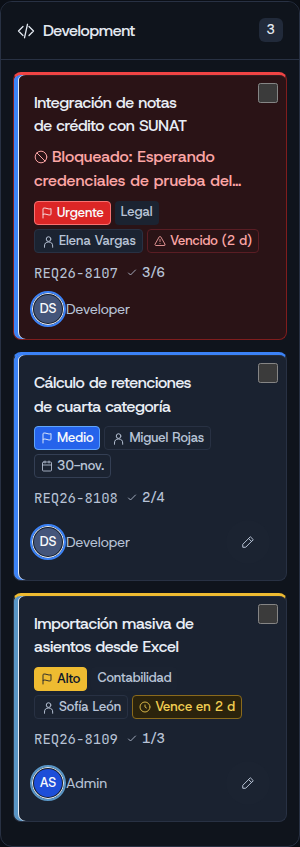 Development
3
Integración de notas
de crédito con SUNAT
Bloqueado: Esperando
credenciales de prueba del...
Urgente
Legal
Elena Vargas
Vencido (2 d)
REQ26-8107
3/6
DS
Developer
Cálculo de retenciones
de cuarta categoría
Medio
Miguel Rojas
30-nov.
REQ26-8108
2/4
DS
Developer
Importación masiva de
asientos desde Excel
Alto
Contabilidad
Sofía León
Vence en 2 d
REQ26-8109
1/3
AS
Admin